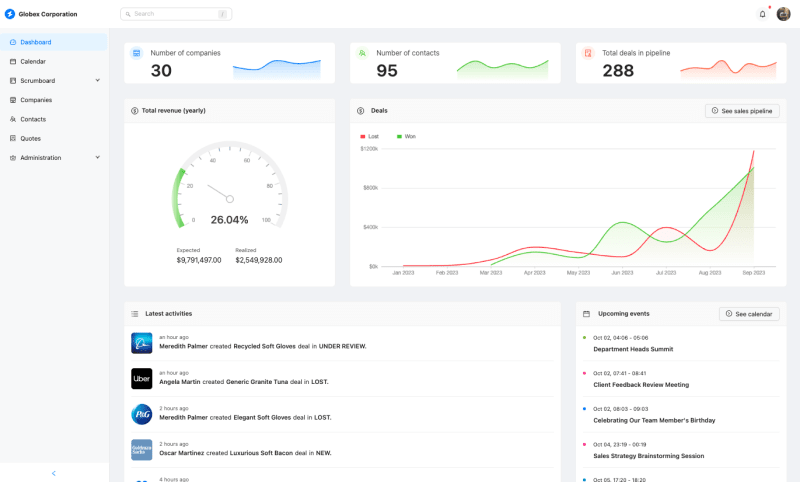 Globex Corporation
Search
/
Dashboard
Calendar
Scrumboard
Companies
Contacts
Quotes
Administration
Number of companies
30
Number of contacts
95
Total deals in pipeline
288
Total revenue (yearly)
0
20
40
60
80
100
26.04%
Expected
Realized
$9,791,497.00
$2,549,928.00
Deals
See sales pipeline
Lost
Won
$1200k
$800k
$400k
$0k
Jan 2023
Feb 2023
Mar 2023
Apr 2023
May 2023
Jun 2023
Jul 2023
Aug 2023
Sep 2023
Latest activities
an hour ago
Meredith Palmer created Recycled Soft Gloves deal in UNDER REVIEW.
Uber
an hour ago
Angela Martin created Generic Granite Tuna deal in LOST.
P&G
2 hours ago
Meredith Palmer created Elegant Soft Gloves deal in LOST.
Goldman
Sachs
2 hours ago
Oscar Martinez created Luxurious Soft Bacon deal in NEW.
4 hours ago
Upcoming events
See calendar
Oct 02, 04:06 - 05:06
Department Heads Summit
Oct 02, 07:41 - 08:41
Client Feedback Review Meeting
Oct 02, 08:03 - 09:03
Celebrating Our Team Member's Birthday
Oct 04, 23:19 - 00:19
Sales Strategy Brainstorming Session
Oct 05, 17:20 - 18:20